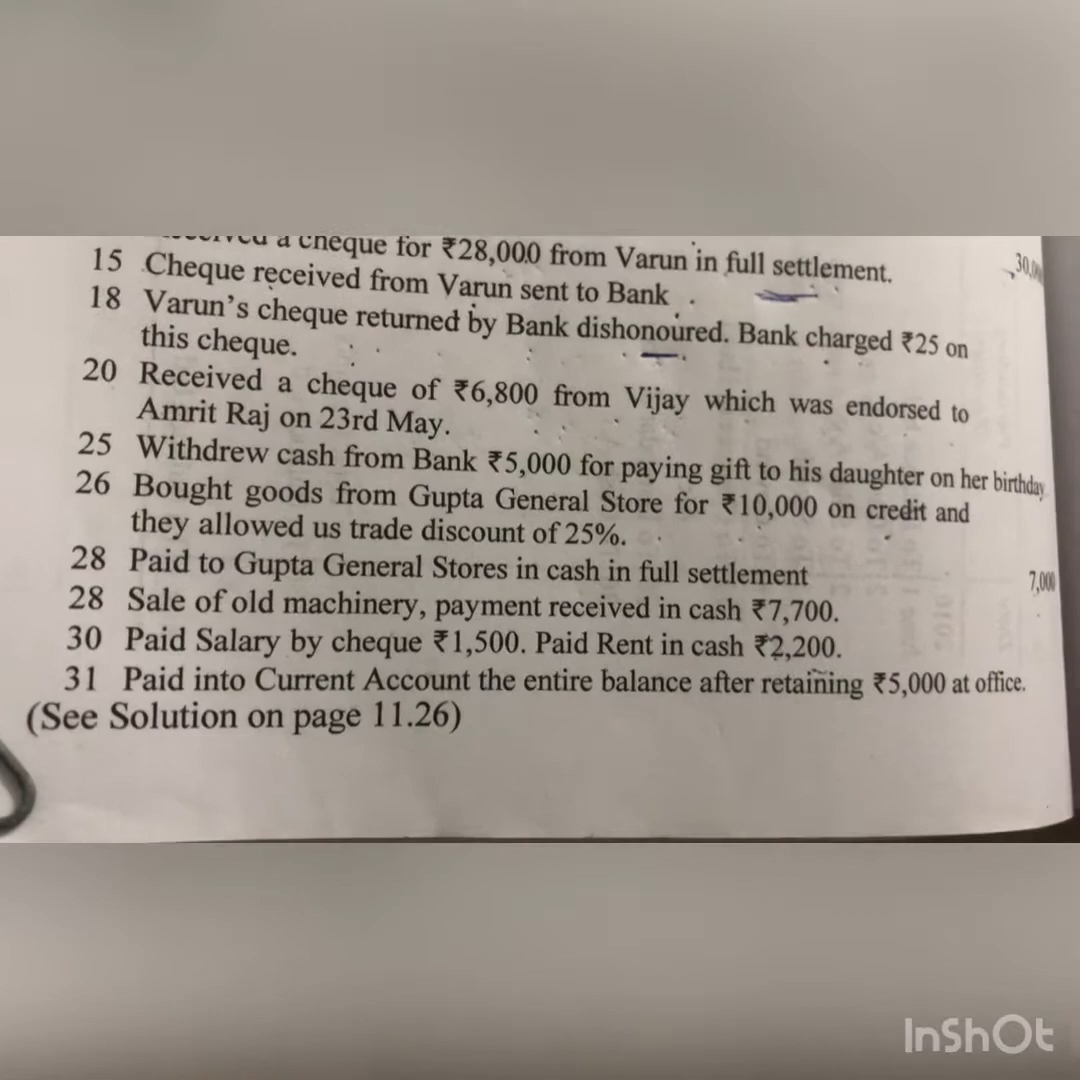 a cheque for ₹28,000 from Varun in full settlement.
15 Cheque received from Varun sent to Bank .
18 Varun's cheque returned by Bank dishonoured. Bank charged ₹25 on
this cheque.
20 Received a cheque of ₹6,800 from Vijay which was endorsed to
Amrit Raj on 23rd May.
25 Withdrew cash from Bank ₹5,000 for paying gift to his daughter on her birthday
26 Bought goods from Gupta General Store for ₹10,000 on credit and
they allowed us trade discount of 25%.
28 Paid to Gupta General Stores in cash in full settlement 7,000
28 Sale of old machinery, payment received in cash ₹7,700.
30 Paid Salary by cheque ₹1,500. Paid Rent in cash ₹2,200.
31 Paid into Current Account the entire balance after retaining ₹5,000 at office.
(See Solution on page 11.26)
InShOt